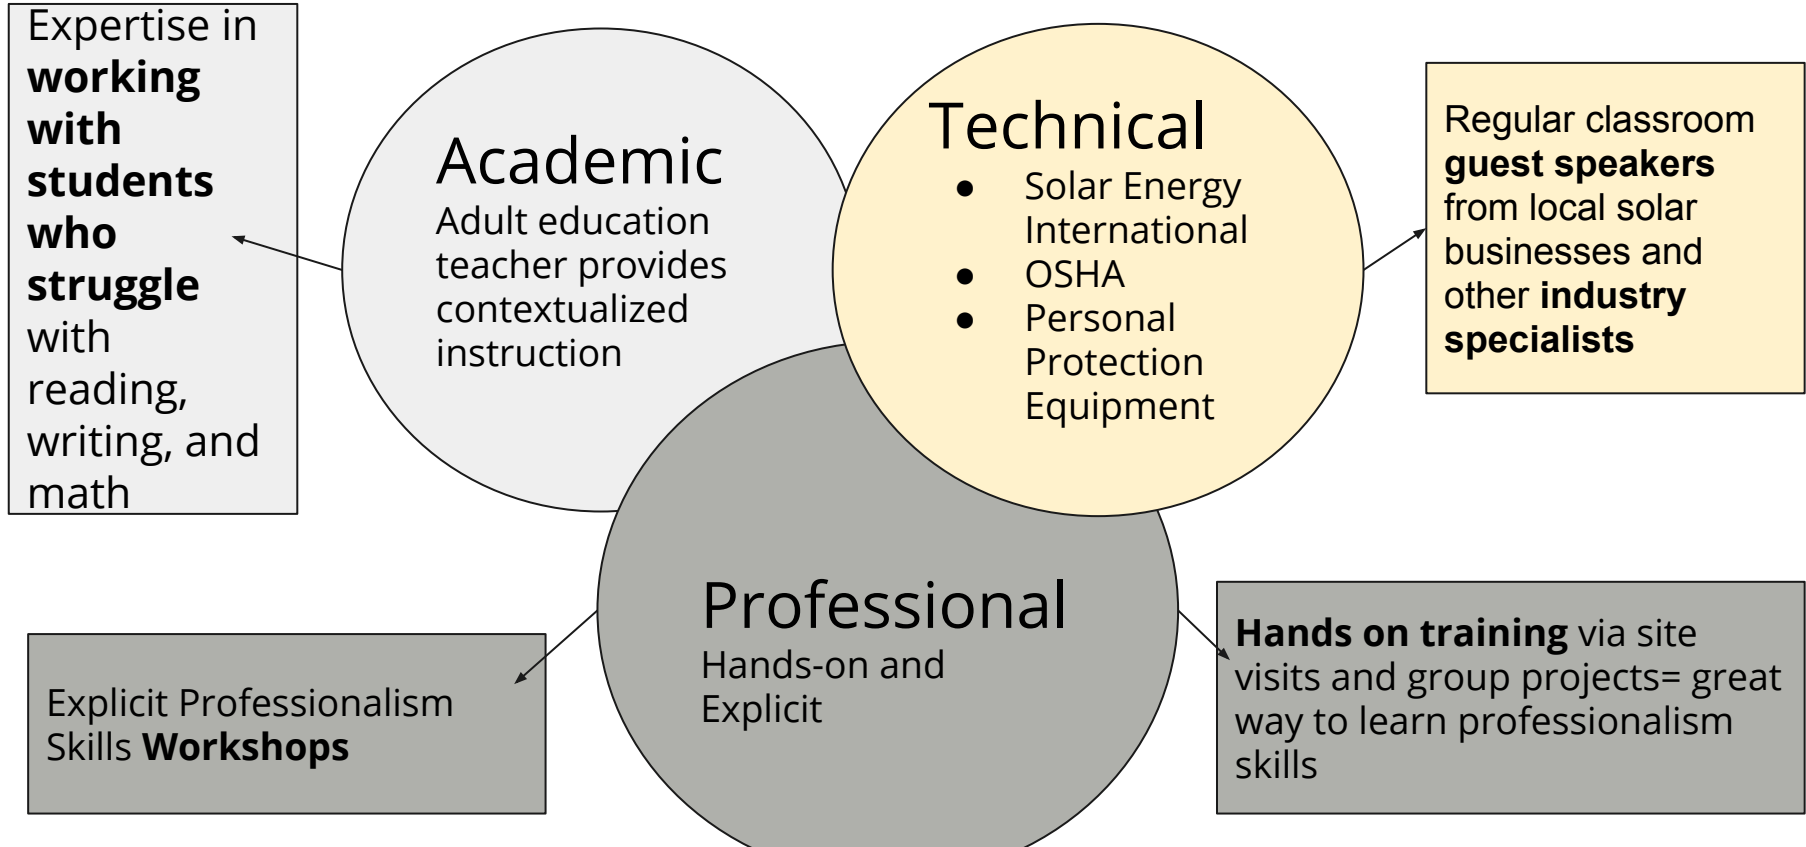 Expertise in
working
with
students
who
struggle
with
reading,
writing, and
math
Academic
Adult education
teacher provides
contextualized
instruction
Technical
● Solar Energy
International
● OSHA
● Personal
Protection
Equipment
Regular classroom
guest speakers
from local solar
businesses and
other industry
specialists
Professional
Hands-on and
Explicit
Explicit Professionalism
Skills Workshops
Hands on training via site
visits and group projects= great
way to learn professionalism
skills